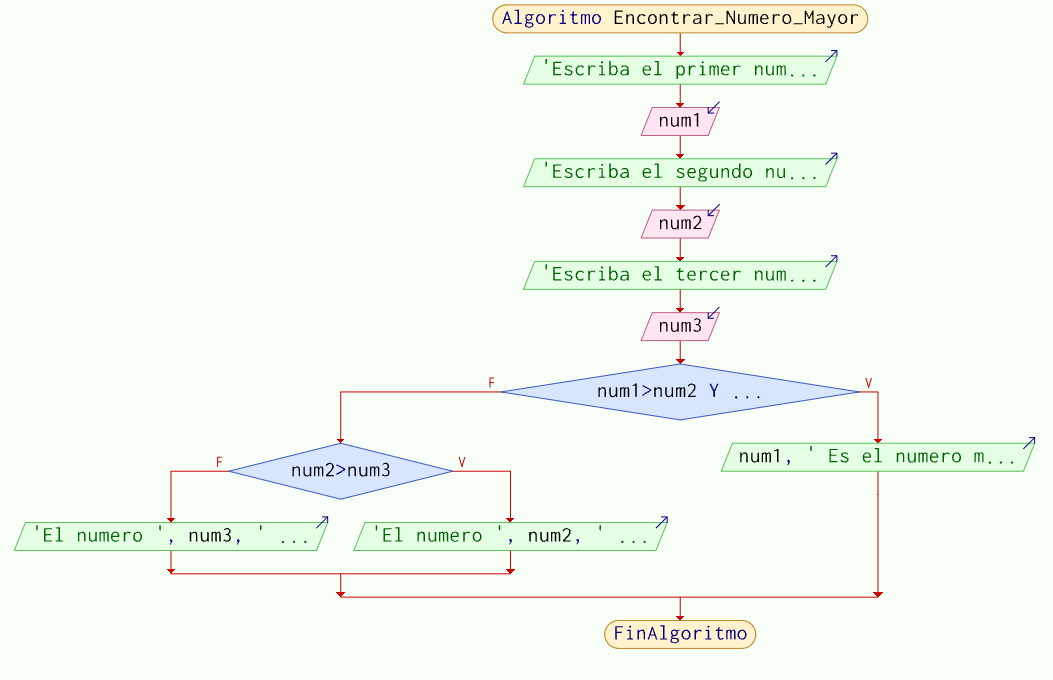 Algoritmo Encontrar_Numero_Mayor
'Escriba el primer num...
num1
'Escriba el segundo nu...
num2
'Escriba el tercer num...
num3
F
num1>num2 Y ...
V
F
num2>num3
V
num1, ' Es el numero m...
'El numero ', num3, ' ...
'El numero ', num2, ' ...
FinAlgoritmo